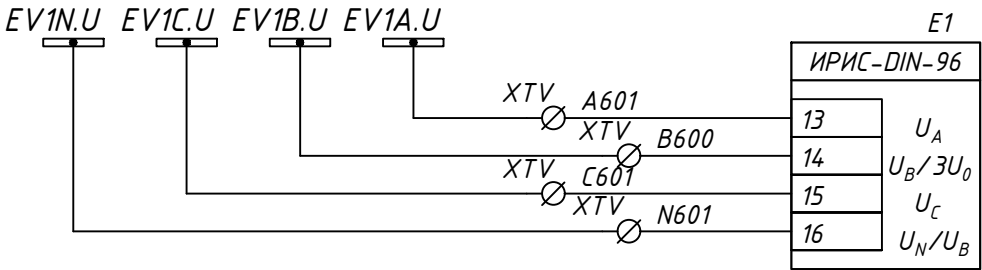 EV1N.U EV1C.U EV1B.U EV1A.U
E1
ИРИС-DIN-96
XTV A601 13 U_A
XTV B600 14 U_B/3U_0
XTV C601 15 U_C
XTV N601 16 U_N/U_B